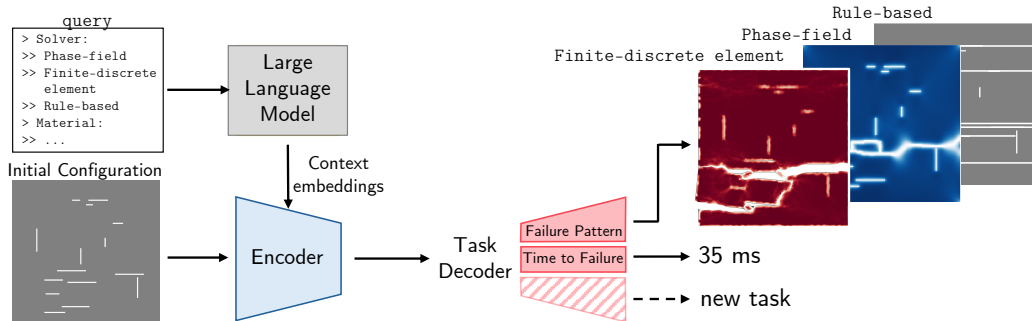 query
> Solver:
>> Phase-field
>> Finite-discrete
element
>> Rule-based
> Material:
>> ...
Large
Language
Model
Initial Configuration
Context
embeddings
Encoder
Task
Decoder
Failure Pattern
Time to Failure
Rule-based
Phase-field
Finite-discrete element
35 ms
new task